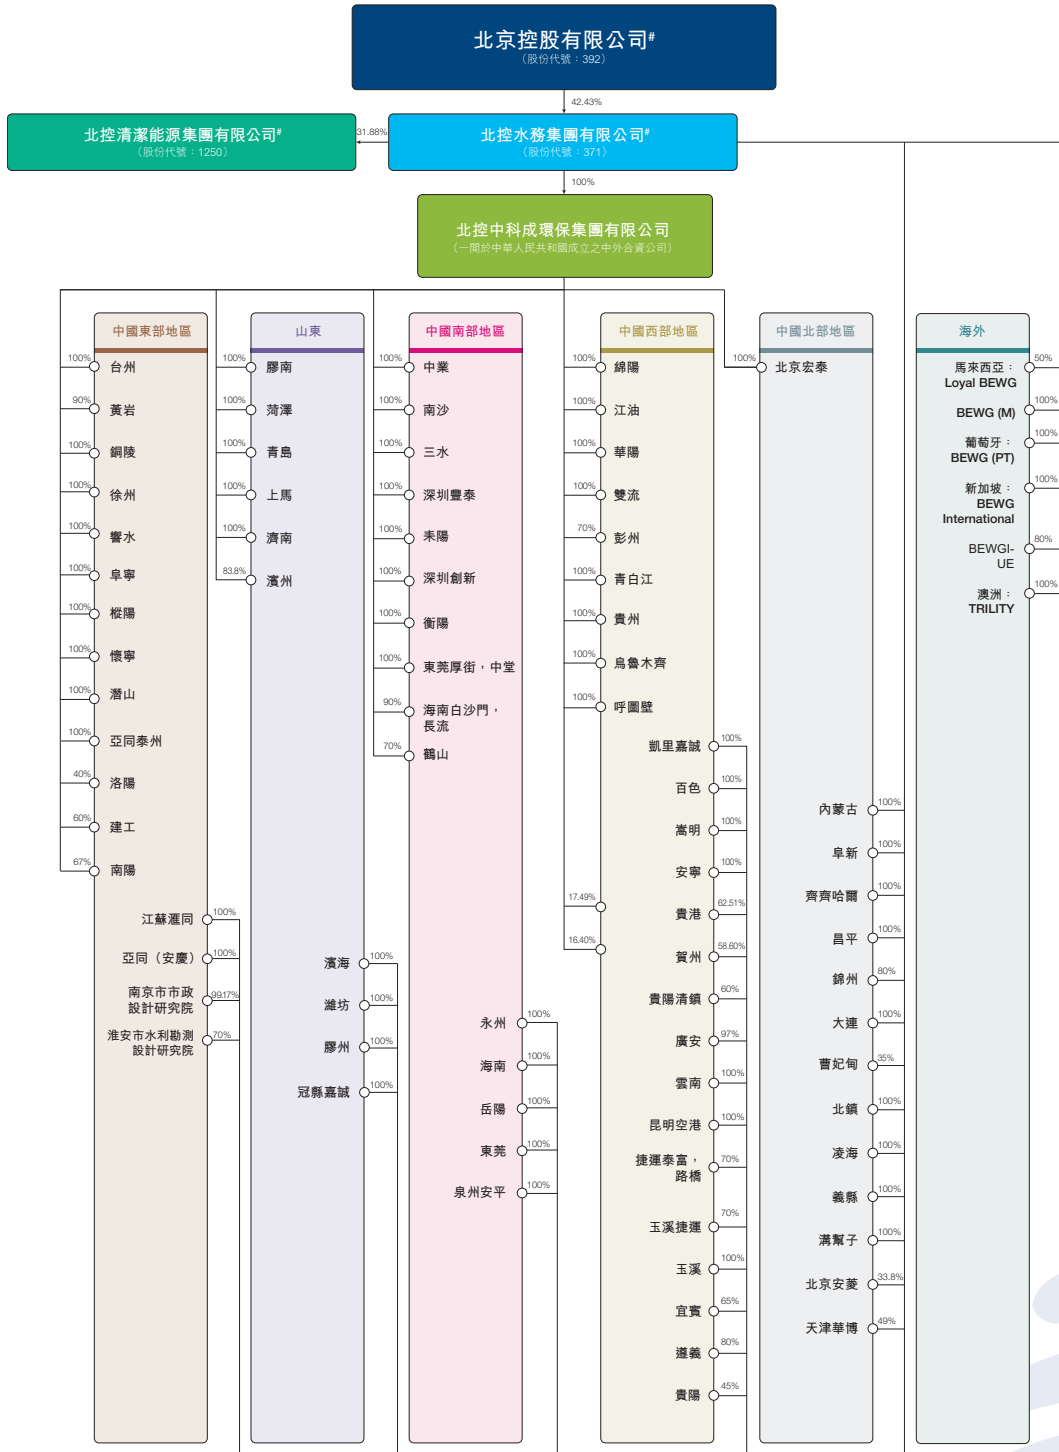 北京控股有限公司#
(股份代號：392)
42.43%
北控清潔能源集團有限公司#
(股份代號：1250)
31.88%
北控水務集團有限公司#
(股份代號：371)
100%
北控中科成環保集團有限公司
(一間於中華人民共和國成立之中外合資公司)
中國東部地區
100%
台州
90%
黃岩
100%
銅陵
100%
徐州
100%
響水
100%
阜寧
100%
樅陽
100%
懷寧
100%
潛山
100%
亞同泰州
40%
洛陽
60%
建工
67%
南陽
江蘇滙同
100%
亞同（安慶）
100%
南京市市政
設計研究院
99.17%
淮安市水利勘測
設計研究院
70%
山東
100%
膠南
100%
菏澤
100%
青島
100%
上馬
100%
濟南
83.8%
濱州
濱海
100%
濰坊
100%
膠州
100%
冠縣嘉誠
100%
中國南部地區
100%
中業
100%
南沙
100%
三水
100%
深圳豐泰
100%
耒陽
100%
深圳創新
100%
衡陽
100%
東莞厚街，中堂
90%
海南白沙門，
長流
70%
鶴山
永州
100%
海南
100%
岳陽
100%
東莞
100%
泉州安平
100%
中國西部地區
100%
綿陽
100%
江油
100%
華陽
100%
雙流
70%
彭州
100%
青白江
100%
貴州
100%
烏魯木齊
100%
呼圖壁
凱里嘉誠
100%
百色
100%
嵩明
100%
安寧
100%
17.49%
貴港
62.51%
16.40%
賀州
58.60%
貴陽清鎮
60%
廣安
97%
雲南
100%
昆明空港
100%
捷運泰富，
路橋
70%
玉溪捷運
70%
玉溪
100%
宜賓
65%
遵義
80%
貴陽
45%
中國北部地區
100%
北京宏泰
內蒙古
100%
阜新
100%
齊齊哈爾
100%
昌平
100%
錦州
80%
大連
100%
曹妃甸
35%
北鎮
100%
凌海
100%
義縣
100%
溝幫子
100%
北京安菱
33.8%
天津華博
49%
海外
馬來西亞：
Loyal BEWG
50%
BEWG (M)
100%
葡萄牙：
BEWG (PT)
100%
新加坡：
BEWG
International
100%
BEWGI-
UE
80%
澳洲：
TRILITY
100%